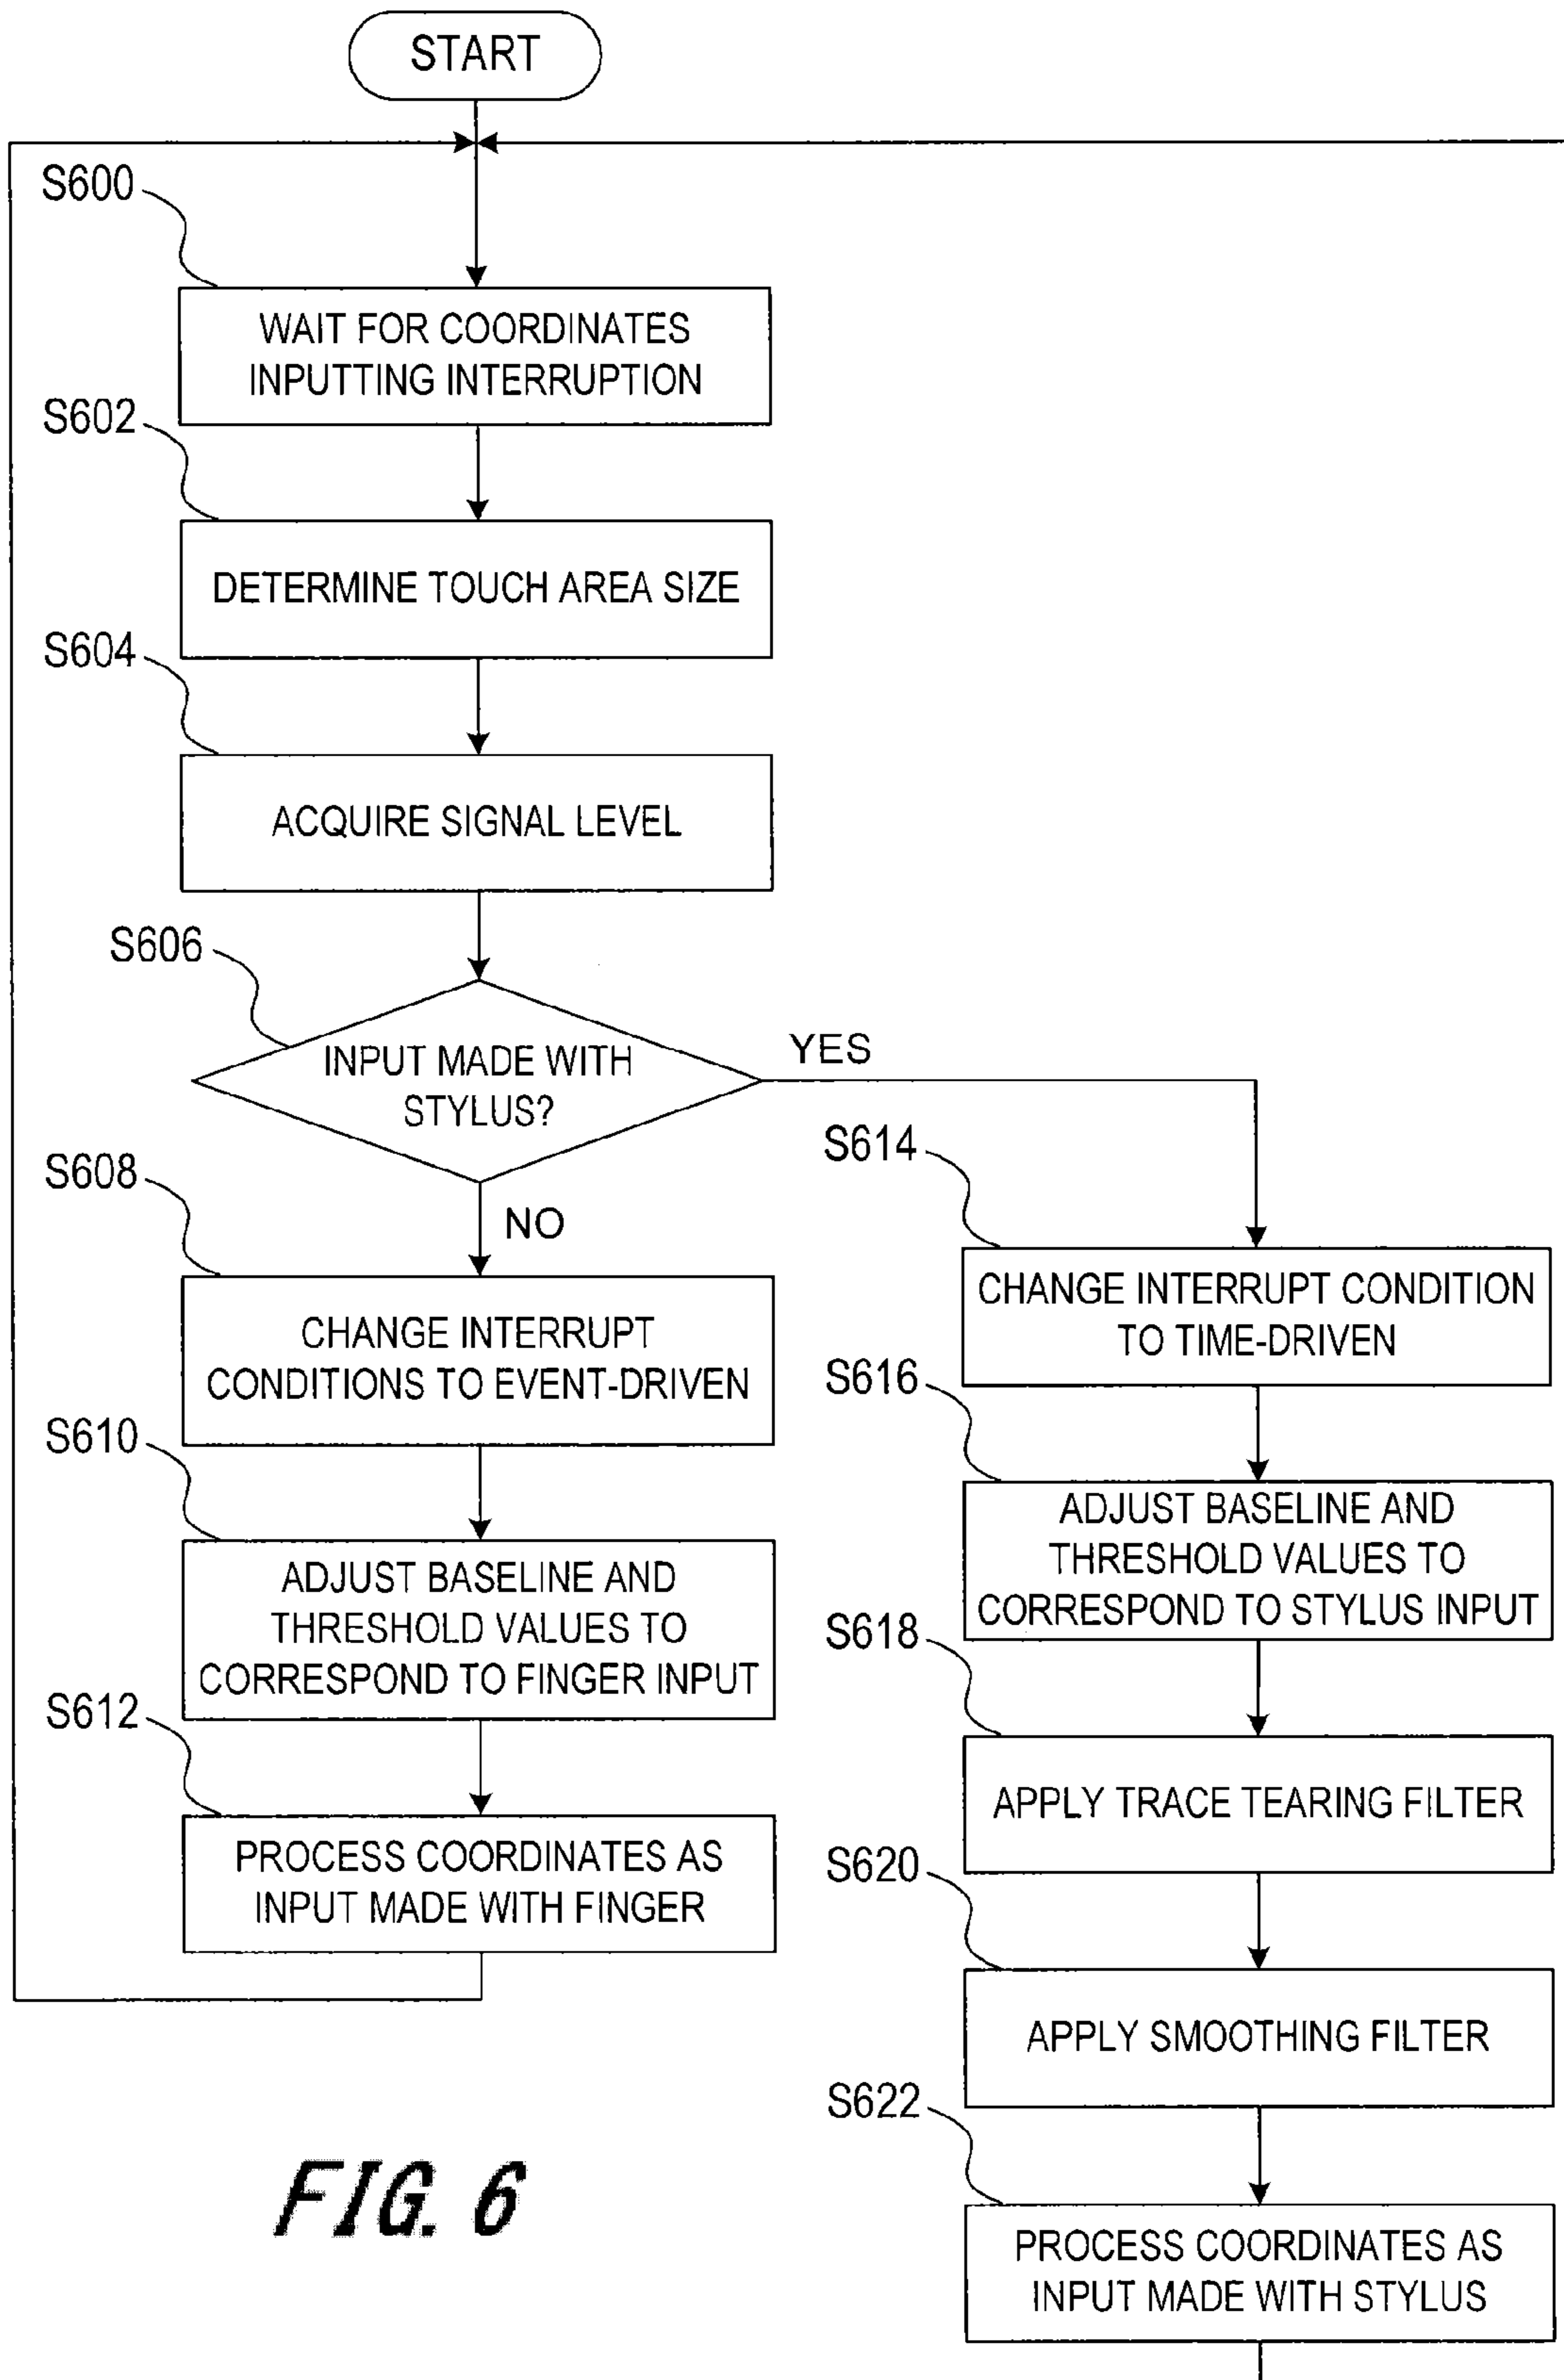 START
S600
WAIT FOR COORDINATES
INPUTTING INTERRUPTION
S602
DETERMINE TOUCH AREA SIZE
S604
ACQUIRE SIGNAL LEVEL
S606
INPUT MADE WITH
STYLUS?
YES
NO
S608
CHANGE INTERRUPT
CONDITIONS TO EVENT-DRIVEN
S610
ADJUST BASELINE AND
THRESHOLD VALUES TO
CORRESPOND TO FINGER INPUT
S612
PROCESS COORDINATES AS
INPUT MADE WITH FINGER
S614
CHANGE INTERRUPT CONDITION
TO TIME-DRIVEN
S616
ADJUST BASELINE AND
THRESHOLD VALUES TO
CORRESPOND TO STYLUS INPUT
S618
APPLY TRACE TEARING FILTER
S620
APPLY SMOOTHING FILTER
S622
PROCESS COORDINATES AS
INPUT MADE WITH STYLUS
FIG. 6